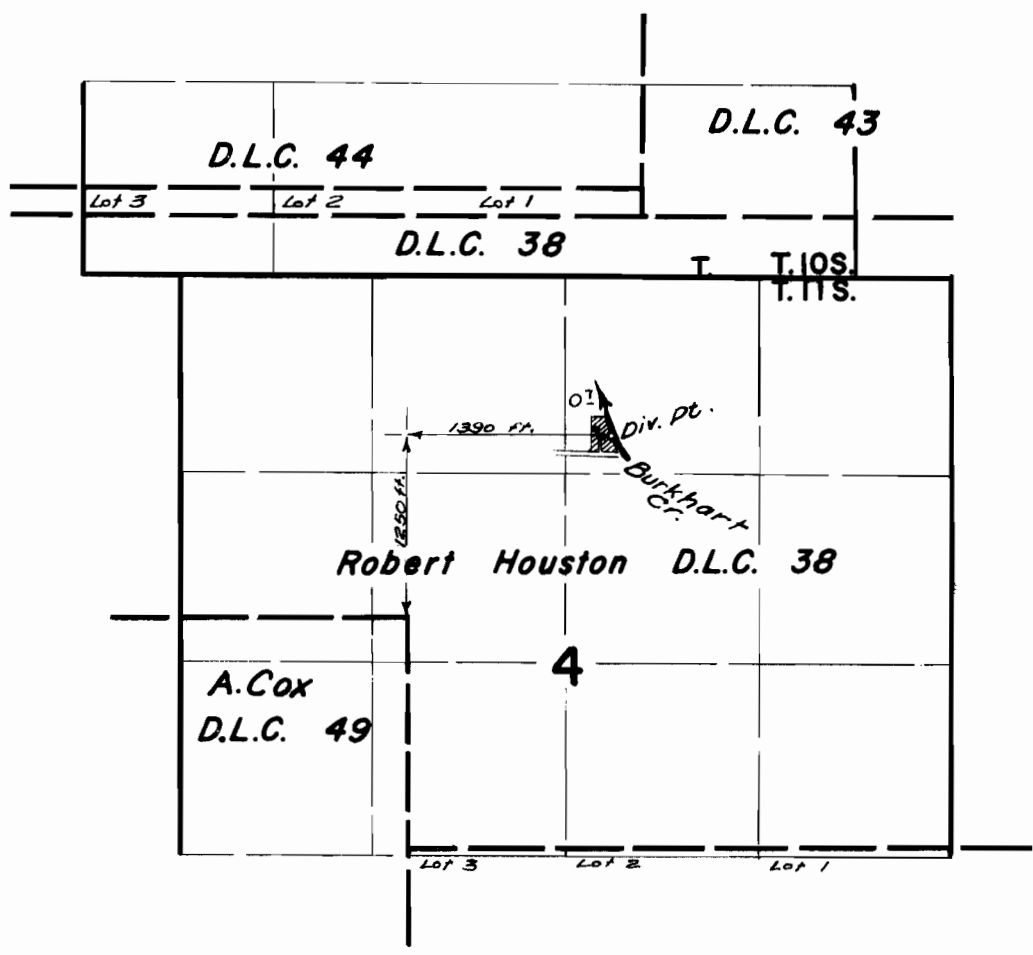 D.L.C. 43
D.L.C. 44
Lot 3 Lot 2 Lot 1
D.L.C. 38
T. T.10S.
T.11S.
1390 ft.
Div. Pt.
1250 ft.
Burkhart
Cr.
Robert Houston D.L.C. 38
4
A. Cox
D.L.C. 49
Lot 3 Lot 2 Lot 1